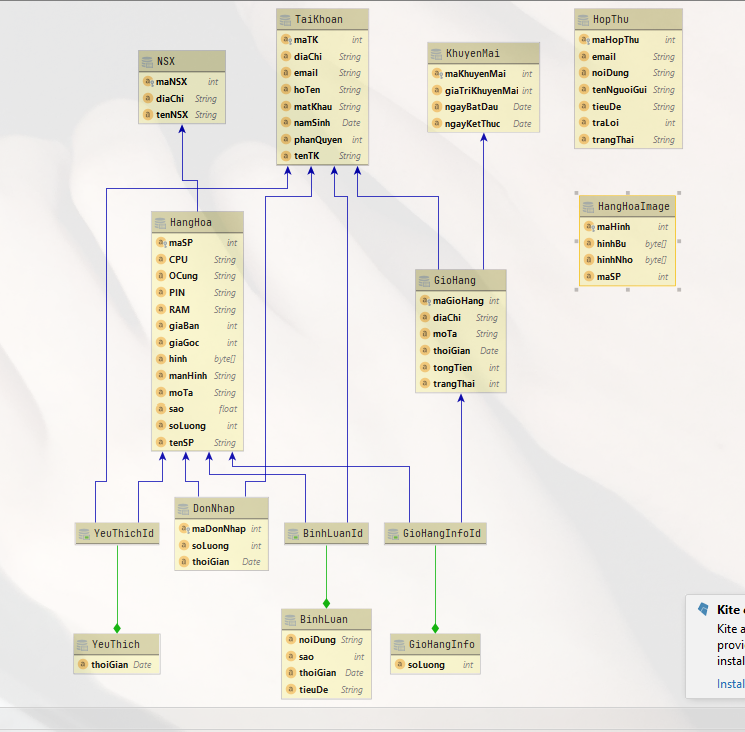 TaiKhoan
maTK int
diaChi String
email String
hoTen String
matKhau String
namSinh Date
phanQuyen int
tenTK String
HopThu
maHopThu int
email String
noiDung String
tenNguoiGui String
tieuDe String
traLoi int
trangThai String
KhuyenMai
maKhuyenMai int
giaTriKhuyenMai int
ngayBatDau Date
ngayKetThuc Date
NSX
maNSX int
diaChi String
tenNSX String
HangHoaImage
maHinh int
hinhBu byte[]
hinhNho byte[]
maSP int
HangHoa
maSP int
CPU String
OCung String
PIN String
RAM String
giaBan int
giaGoc int
hinh byte[]
manHinh String
moTa String
sao float
soLuong int
tenSP String
GioHang
maGioHang int
diaChi String
moTa String
thoiGian Date
tongTien int
trangThai int
DonNhap
maDonNhap int
soLuong int
thoiGian Date
YeuThichId
BinhLuanId
GioHangInfoId
YeuThich
thoiGian Date
BinhLuan
noiDung String
sao int
thoiGian Date
tieuDe String
GioHangInfo
soLuong int
Kite
Kite a
provi
instal
Instal